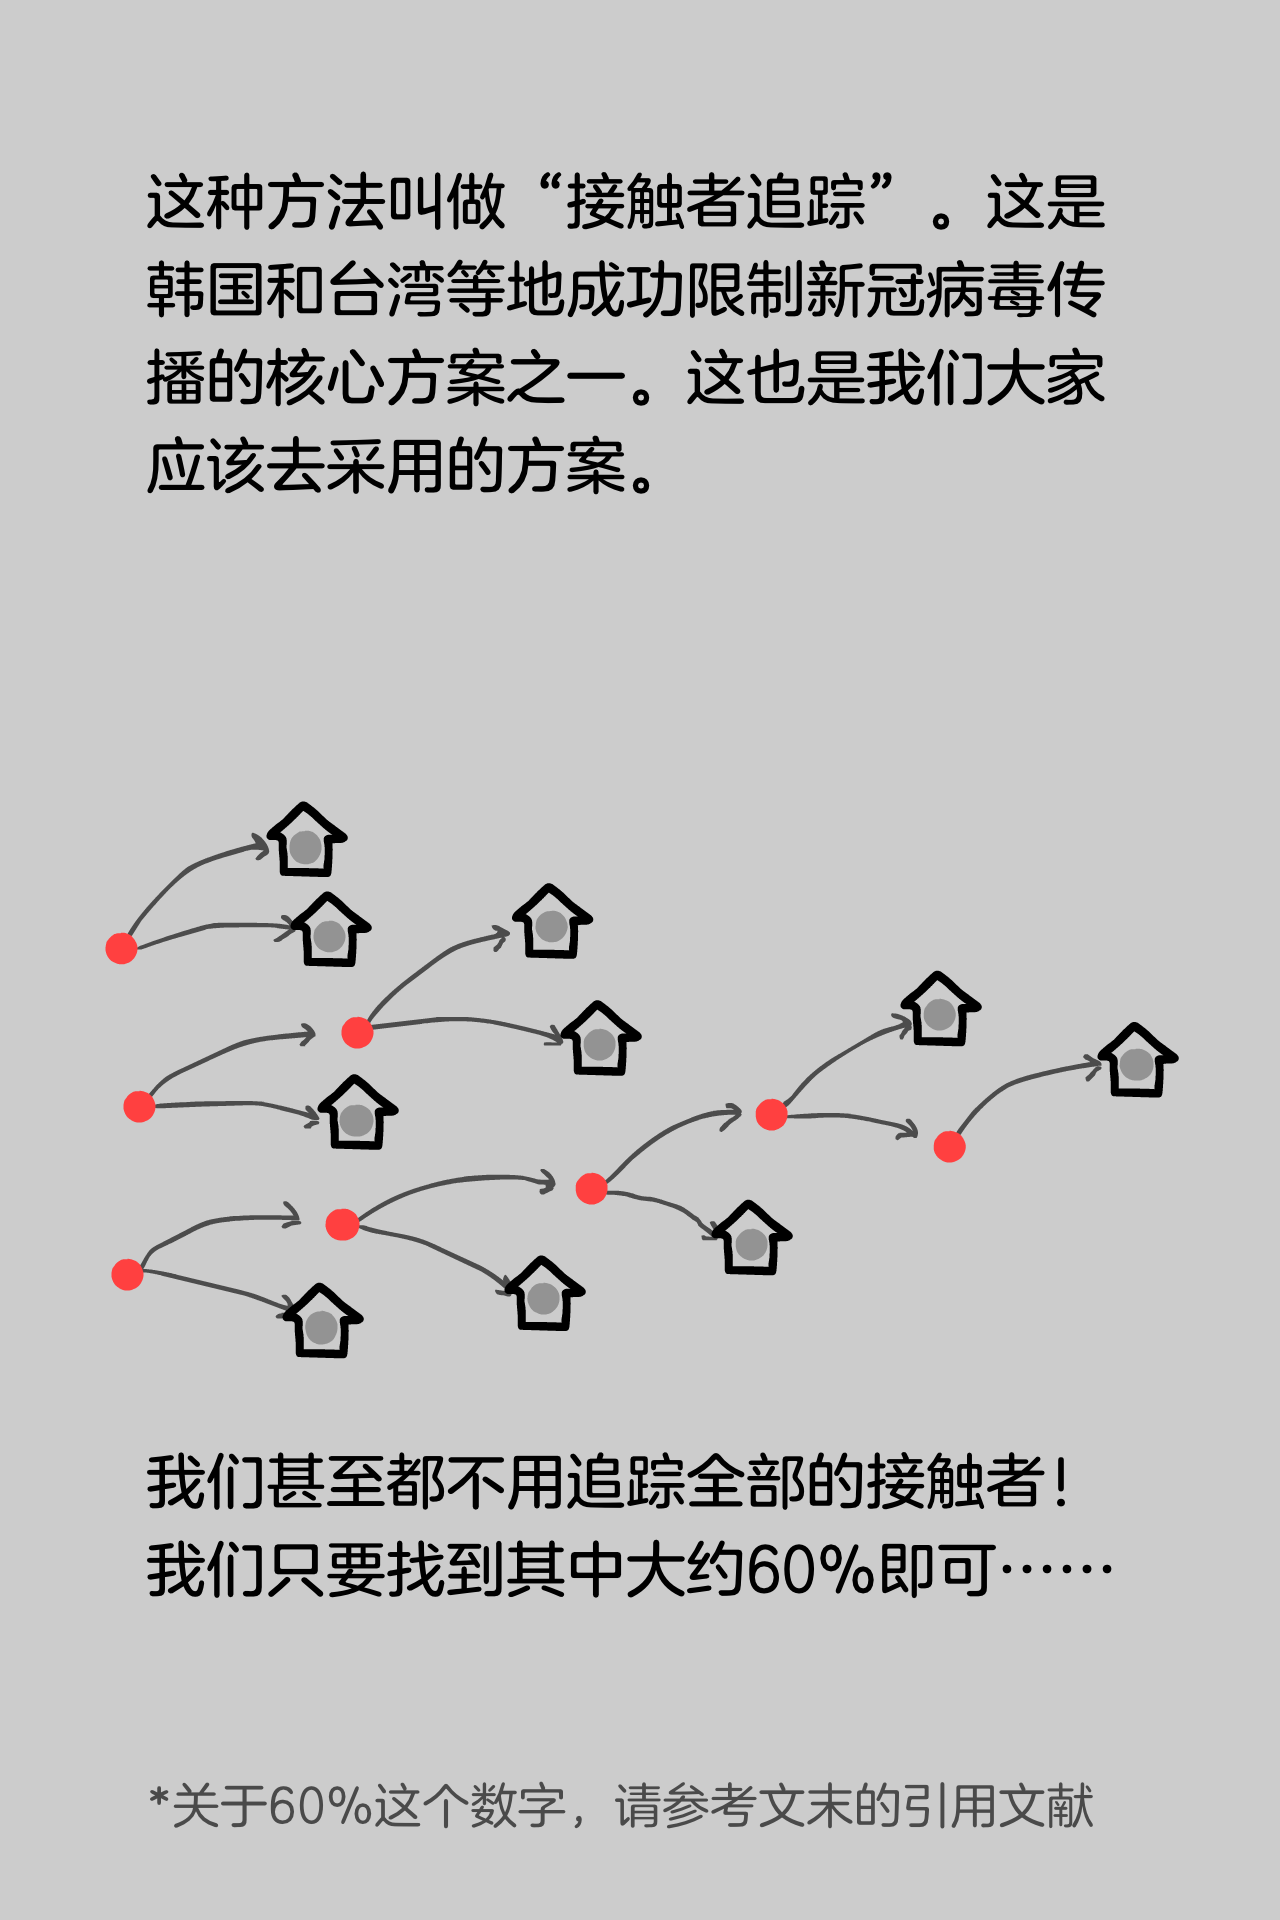 这种方法叫做“接触者追踪”。这是
韩国和台湾等地成功限制新冠病毒传
播的核心方案之一。这也是我们大家
应该去采用的方案。
我们甚至都不用追踪全部的接触者！
我们只要找到其中大约60%即可……
*关于60%这个数字，请参考文末的引用文献